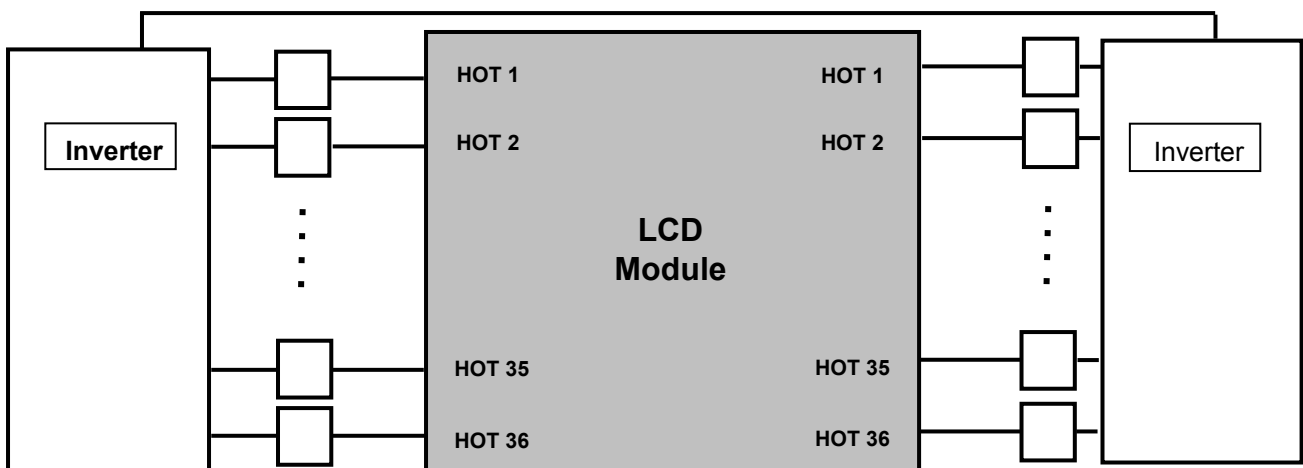 HOT 1
HOT 1
HOT 2
HOT 2
Inverter
Inverter
LCD
Module
HOT 35
HOT 35
HOT 36
HOT 36